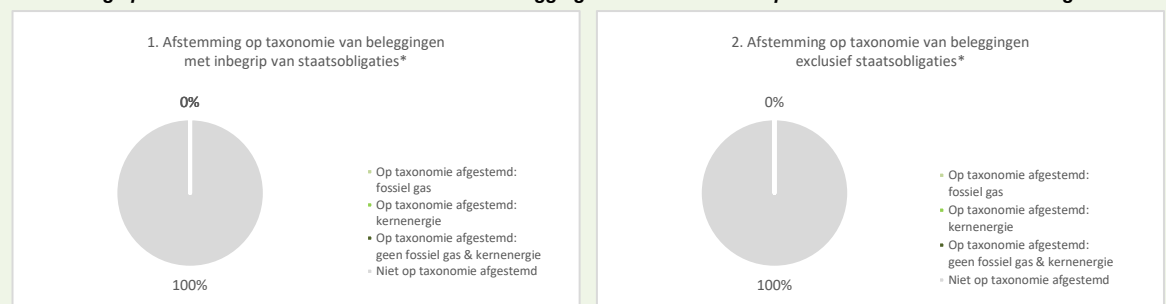 1. Afstemming op taxonomie van beleggingen
met inbegrip van staatsobligaties*
0%
Op taxonomie afgestemd:
fossiel gas
Op taxonomie afgestemd:
kernenergie
Op taxonomie afgestemd:
geen fossiel gas & kernenergie
Niet op taxonomie afgestemd
100%
2. Afstemming op taxonomie van beleggingen
exclusief staatsobligaties*
0%
Op taxonomie afgestemd:
fossiel gas
Op taxonomie afgestemd:
kernenergie
Op taxonomie afgestemd:
geen fossiel gas & kernenergie
Niet op taxonomie afgestemd
100%